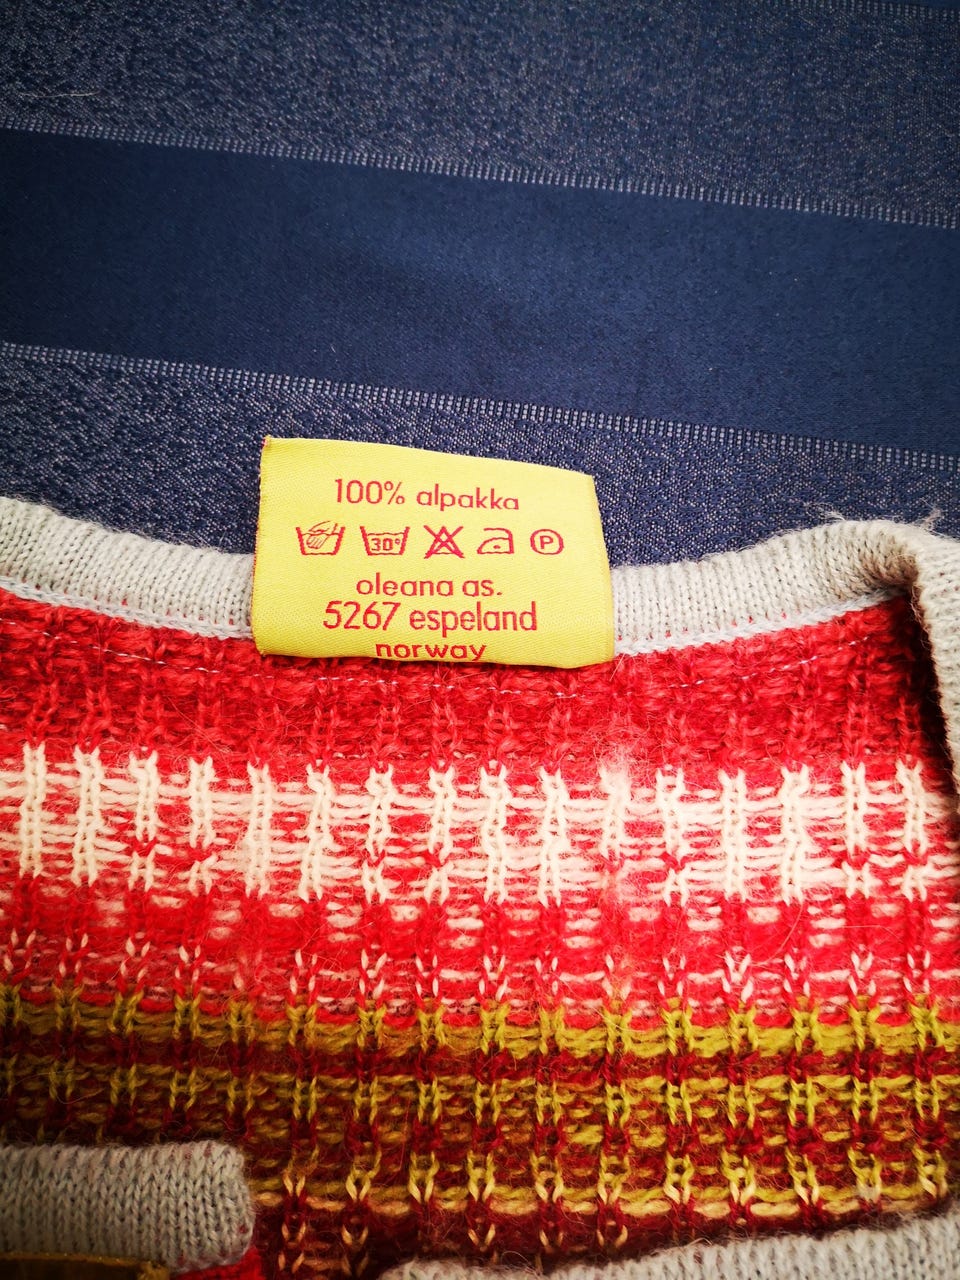 100% alpakka
30° P
oleana as.
5267 espeland
norway